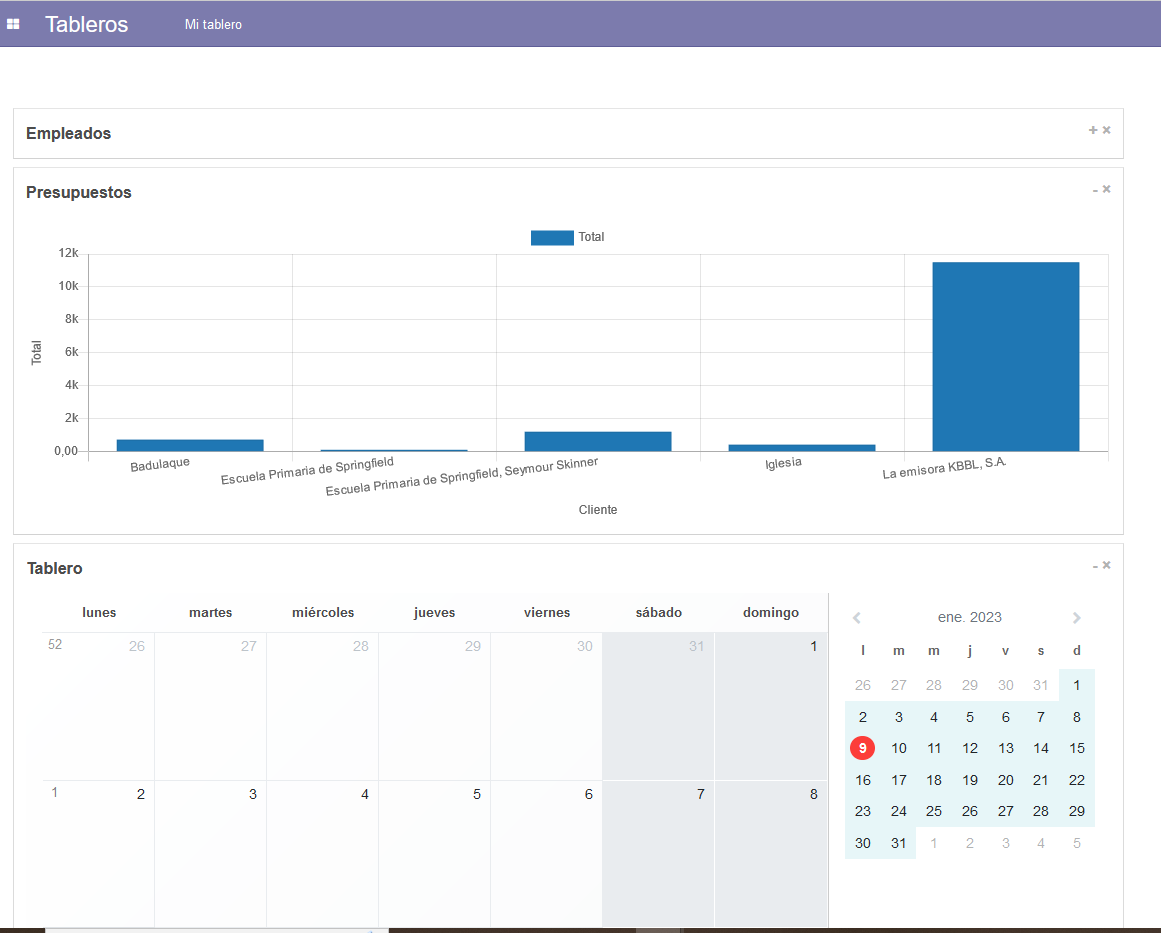 Tableros Mi tablero
Empleados + ×
Presupuestos - ×
Total
12k
10k
8k
6k
4k
2k
0,00
Total
Badulaque
Escuela Primaria de Springfield
Escuela Primaria de Springfield, Seymour Skinner
Iglesia
La emisora KBBL, S.A.
Cliente
Tablero - ×
lunes martes miércoles jueves viernes sábado domingo
52 26 27 28 29 30 31 1
1 2 3 4 5 6 7 8
ene. 2023
l m m j v s d
26 27 28 29 30 31 1
2 3 4 5 6 7 8
9 10 11 12 13 14 15
16 17 18 19 20 21 22
23 24 25 26 27 28 29
30 31 1 2 3 4 5